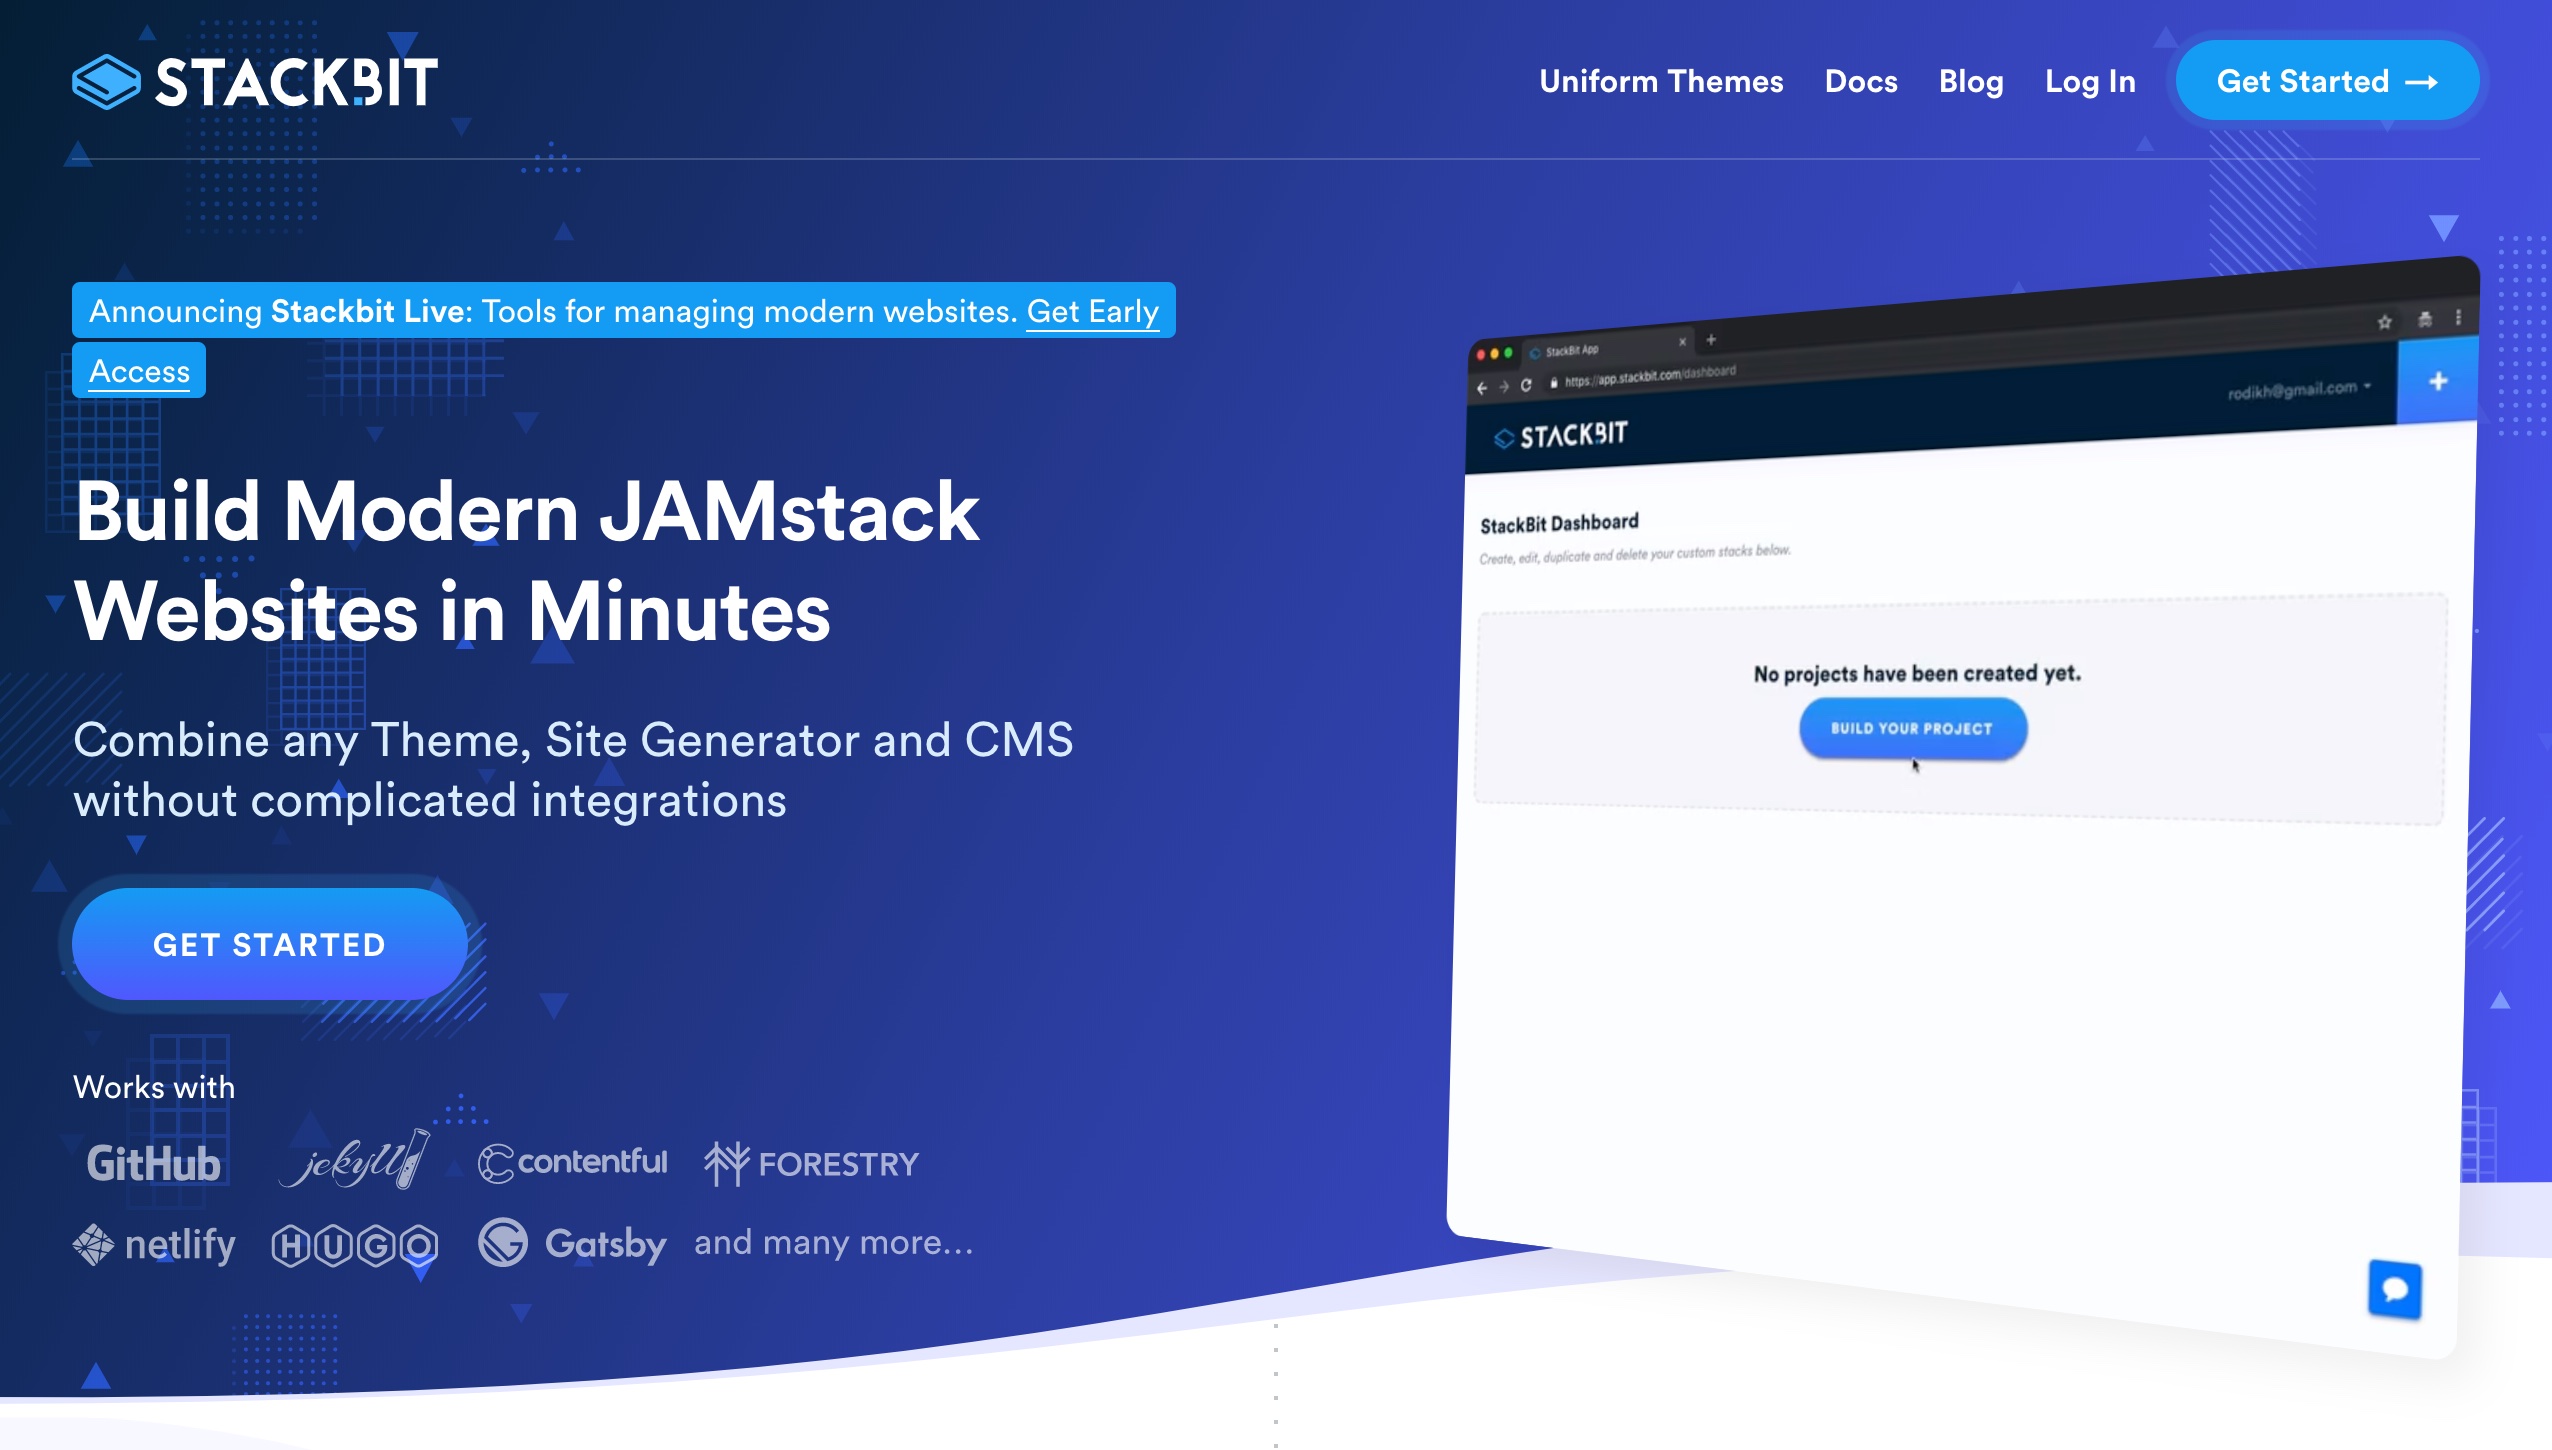 STACKBIT
Uniform Themes Docs Blog Log In Get Started →
Announcing Stackbit Live: Tools for managing modern websites. Get Early
Access
Build Modern JAMstack
Websites in Minutes
Combine any Theme, Site Generator and CMS
without complicated integrations
GET STARTED
Works with
GitHub jekyll contentful FORESTRY
netlify HUGO Gatsby and many more...
StackBit App
https://app.stackbit.com/dashboard
STACKBIT
rodikh@gmail.com
StackBit Dashboard
Create, edit, duplicate and delete your custom stacks below.
No projects have been created yet.
BUILD YOUR PROJECT